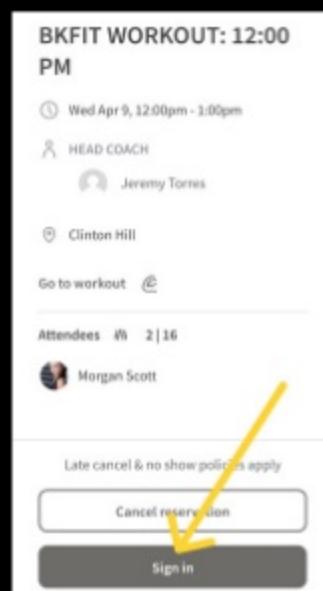 BKFIT WORKOUT: 12:00
PM
Wed Apr 9, 12:00pm - 1:00pm
HEAD COACH
Jeremy Torres
Clinton Hill
Go to workout
Attendees 2 | 16
Morgan Scott
Late cancel & no show policies apply
Cancel reservation
Sign in